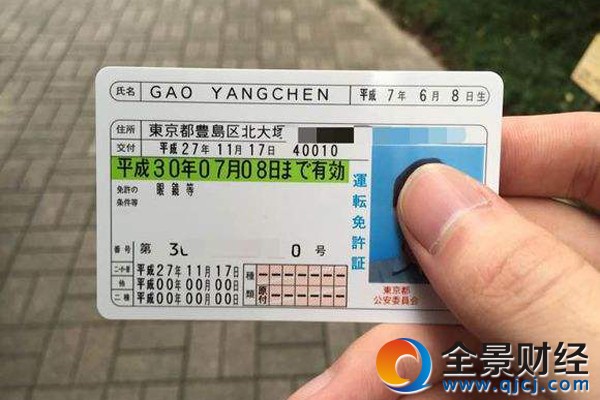 氏名 GAO YANGCHEN 平成 7年 6月 8日生
住所 東京都豊島区北大塚
交付 平成27年11月17日 40010
平成30年07月08日まで有効
免許の 眼鏡等
条件等
運転免許証
番号 第 30 0 号
二・小・原 平成27年11月17日
他 平成00年00月00日
二種 平成00年00月00日
種類 原付
東京都
公安委員会
全景财经
www.qjcj.com